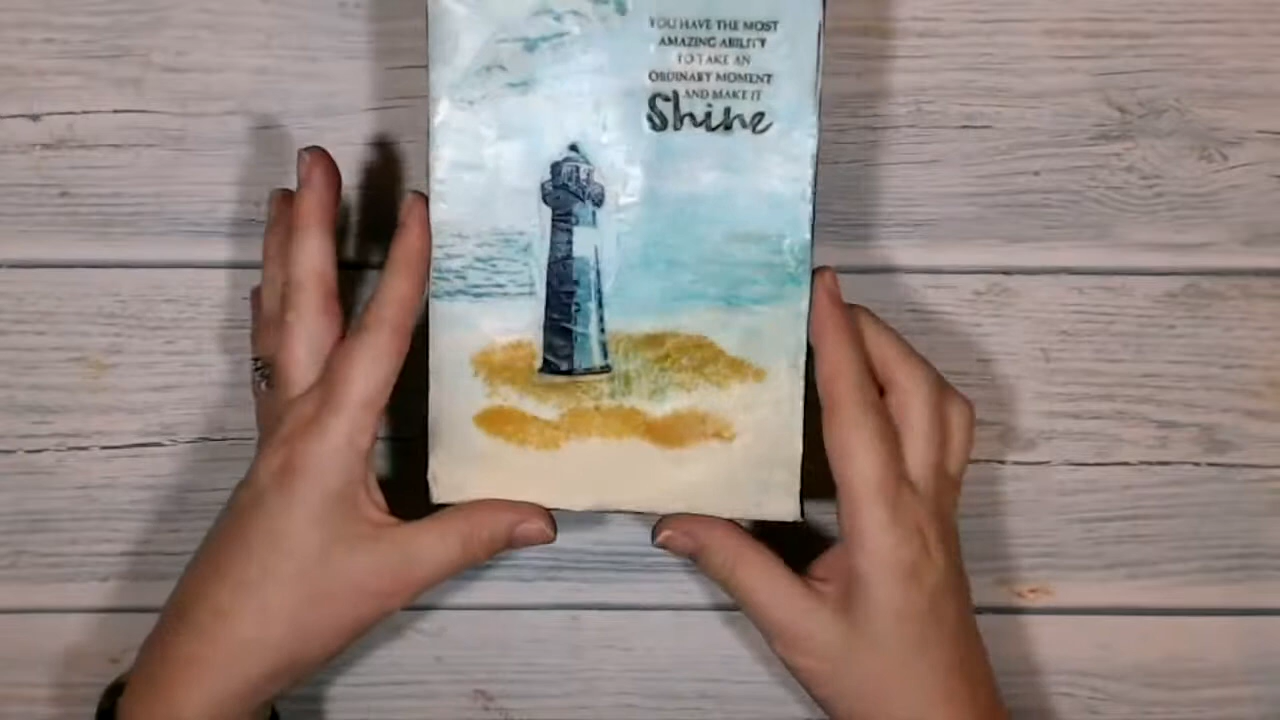 YOU HAVE THE MOST
AMAZING ABILITY
TO TAKE AN
ORDINARY MOMENT
AND MAKE IT
Shine